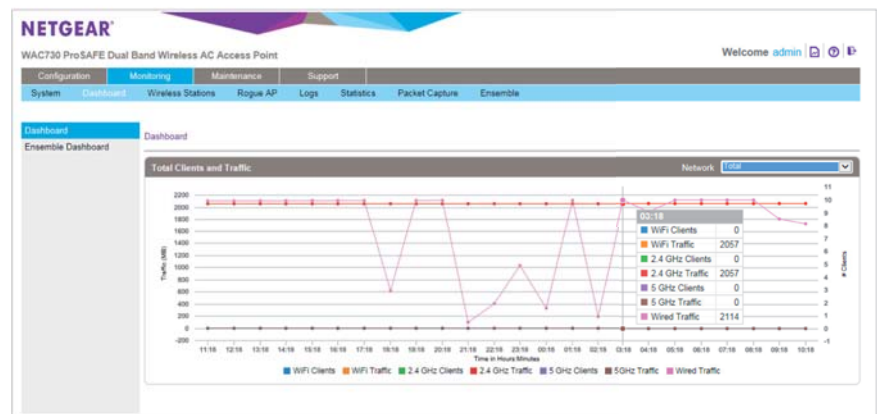 NETGEAR®
WAC730 ProSAFE Dual Band Wireless AC Access Point
Welcome admin
Configuration Monitoring Maintenance Support
System Dashboard Wireless Stations Rogue AP Logs Statistics Packet Capture Ensemble
Dashboard
Ensemble Dashboard
Dashboard
Total Clients and Traffic
Network Total
Traffic (MB)
2200
2000
1800
1600
1400
1200
1000
800
600
400
200
0
-200
11
10
9
8
7
6
5
4
3
2
1
0
-1
# Clients
03:18
WiFi Clients 0
WiFi Traffic 2057
2.4 GHz Clients 0
2.4 GHz Traffic 2057
5 GHz Clients 0
5 GHz Traffic 0
Wired Traffic 2114
11:18 12:18 13:18 14:18 15:18 16:18 17:18 18:18 19:18 20:18 21:18 22:18 23:18 00:18 01:18 02:18 03:18 04:18 05:18 06:18 07:18 08:18 09:18 10:18
Time in Hours:Minutes
WiFi Clients WiFi Traffic 2.4 GHz Clients 2.4 GHz Traffic 5 GHz Clients 5GHz Traffic Wired Traffic